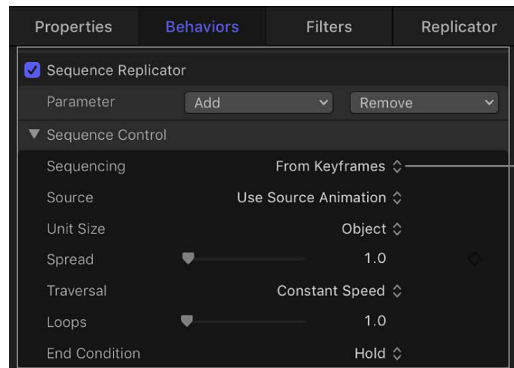 Properties Behaviors Filters Replicator
Sequence Replicator
Parameter Add Remove
Sequence Control
Sequencing From Keyframes
Source Use Source Animation
Unit Size Object
Spread 1.0
Traversal Constant Speed
Loops 1.0
End Condition Hold